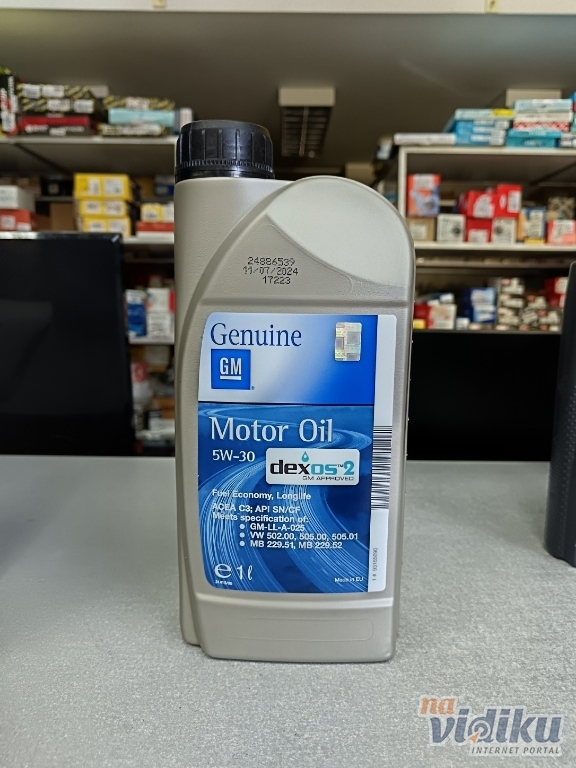 24886539
11/07/2024
17223
Genuine
GM
Motor Oil
5W-30
dexos™2
GM APPROVED
Fuel Economy, Longlife
ACEA C3; API SN/CF
Meets specification of:
• GM-LL-A-025
• VW 502.00, 505.00, 505.01
• MB 229.51, MB 229.52
e 1 ℓ
Made in EU
na
vidiku
INTERNET PORTAL